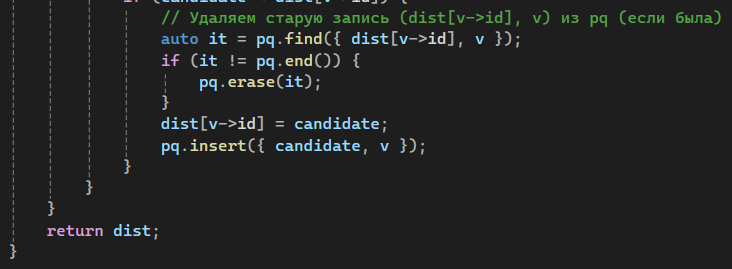 if (candidate < dist[v->id]) {
// Удаляем старую запись (dist[v->id], v) из pq (если была)
auto it = pq.find({ dist[v->id], v });
if (it != pq.end()) {
pq.erase(it);
}
dist[v->id] = candidate;
pq.insert({ candidate, v });
}
}
}
return dist;
}